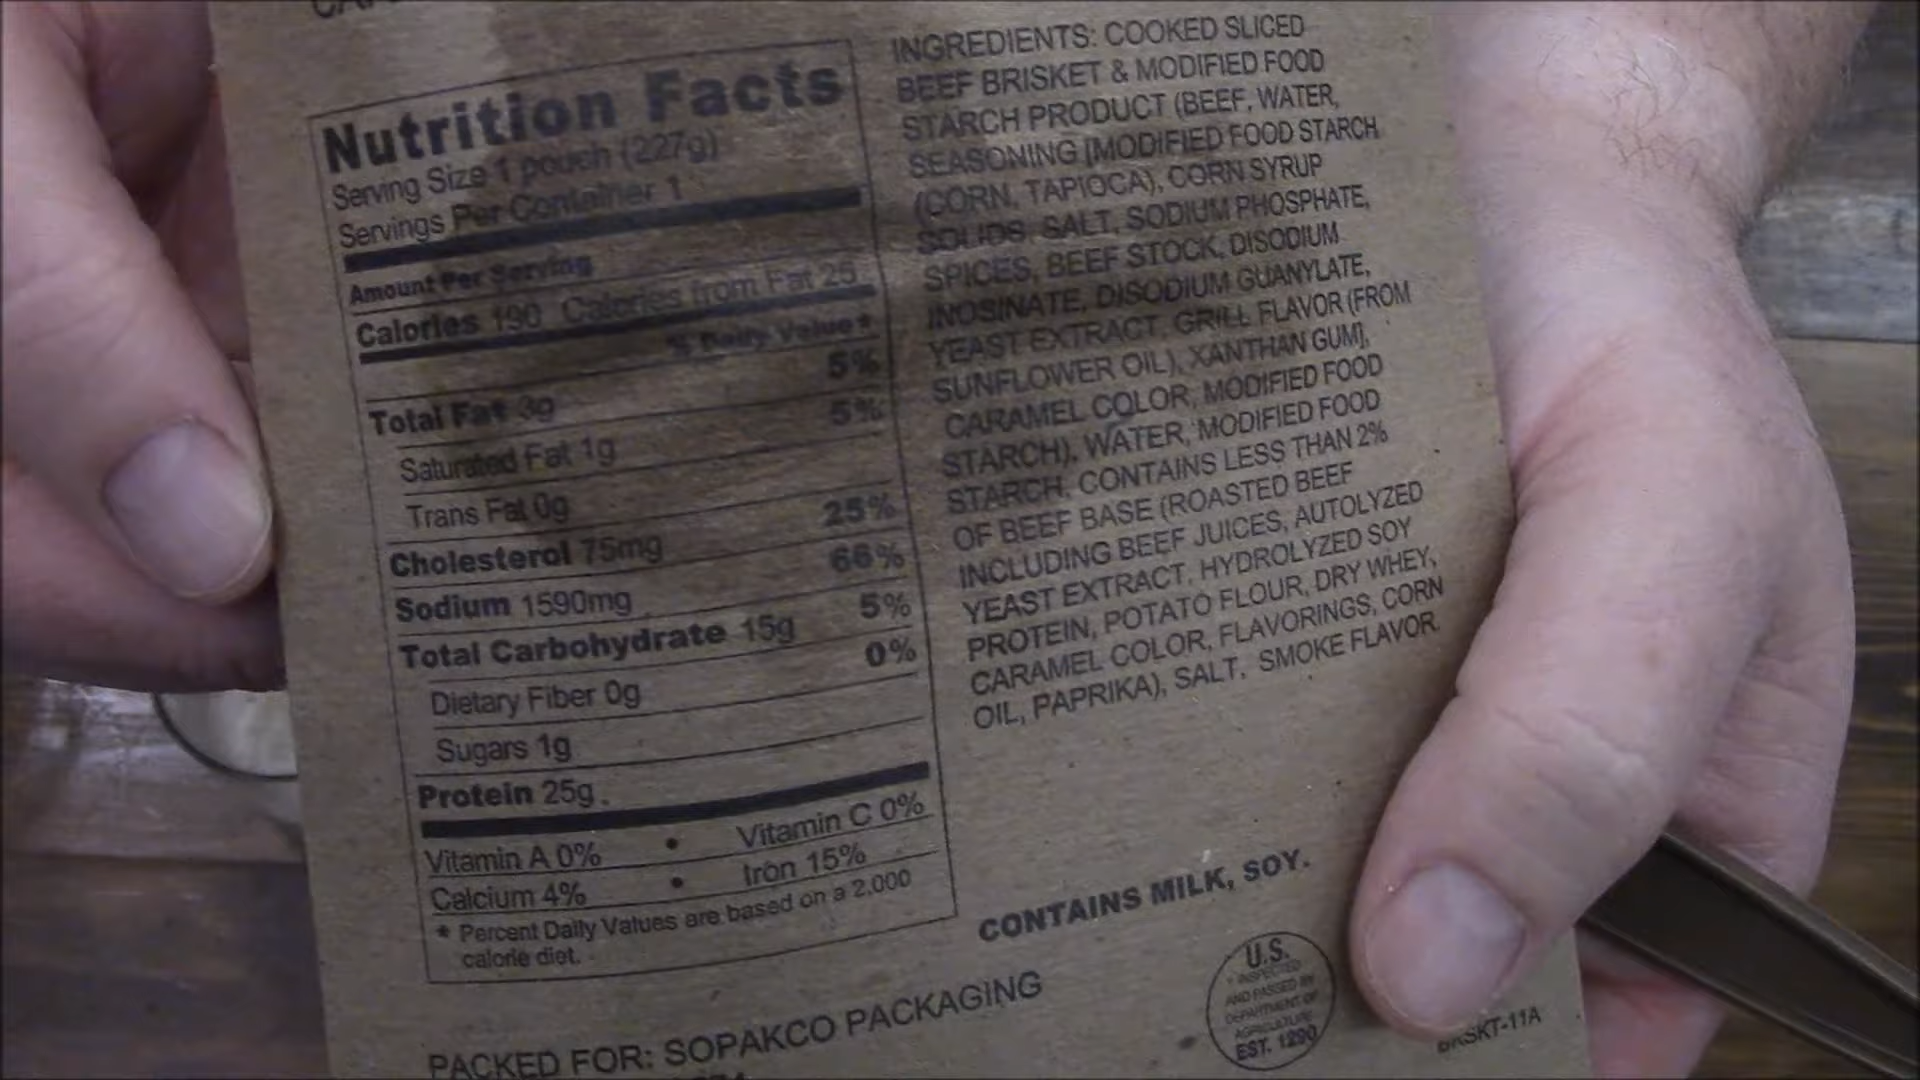 Nutrition Facts
Serving Size 1 pouch (227g)
Servings Per Container 1
Amount Per Serving
Calories 190 Calories from Fat 25
% Daily Value*
Total Fat 3g 5%
Saturated Fat 1g 5%
Trans Fat 0g
Cholesterol 75mg 25%
Sodium 1590mg 66%
Total Carbohydrate 15g 5%
Dietary Fiber 0g 0%
Sugars 1g
Protein 25g
Vitamin A 0% • Vitamin C 0%
Calcium 4% • Iron 15%
* Percent Daily Values are based on a 2,000
calorie diet.
INGREDIENTS: COOKED SLICED
BEEF BRISKET & MODIFIED FOOD
STARCH PRODUCT (BEEF, WATER,
SEASONING [MODIFIED FOOD STARCH
(CORN, TAPIOCA), CORN SYRUP
SOLIDS, SALT, SODIUM PHOSPHATE,
SPICES, BEEF STOCK, DISODIUM
INOSINATE, DISODIUM GUANYLATE,
YEAST EXTRACT, GRILL FLAVOR (FROM
SUNFLOWER OIL), XANTHAN GUM],
CARAMEL COLOR, MODIFIED FOOD
STARCH), WATER, MODIFIED FOOD
STARCH, CONTAINS LESS THAN 2%
OF BEEF BASE (ROASTED BEEF
INCLUDING BEEF JUICES, AUTOLYZED
YEAST EXTRACT, HYDROLYZED SOY
PROTEIN, POTATO FLOUR, DRY WHEY,
CARAMEL COLOR, FLAVORINGS, CORN
OIL, PAPRIKA), SALT, SMOKE FLAVOR.
CONTAINS MILK, SOY.
U.S.
INSPECTED
AND PASSED BY
DEPARTMENT OF
AGRICULTURE
EST. 1290
PACKED FOR: SOPAKCO PACKAGING